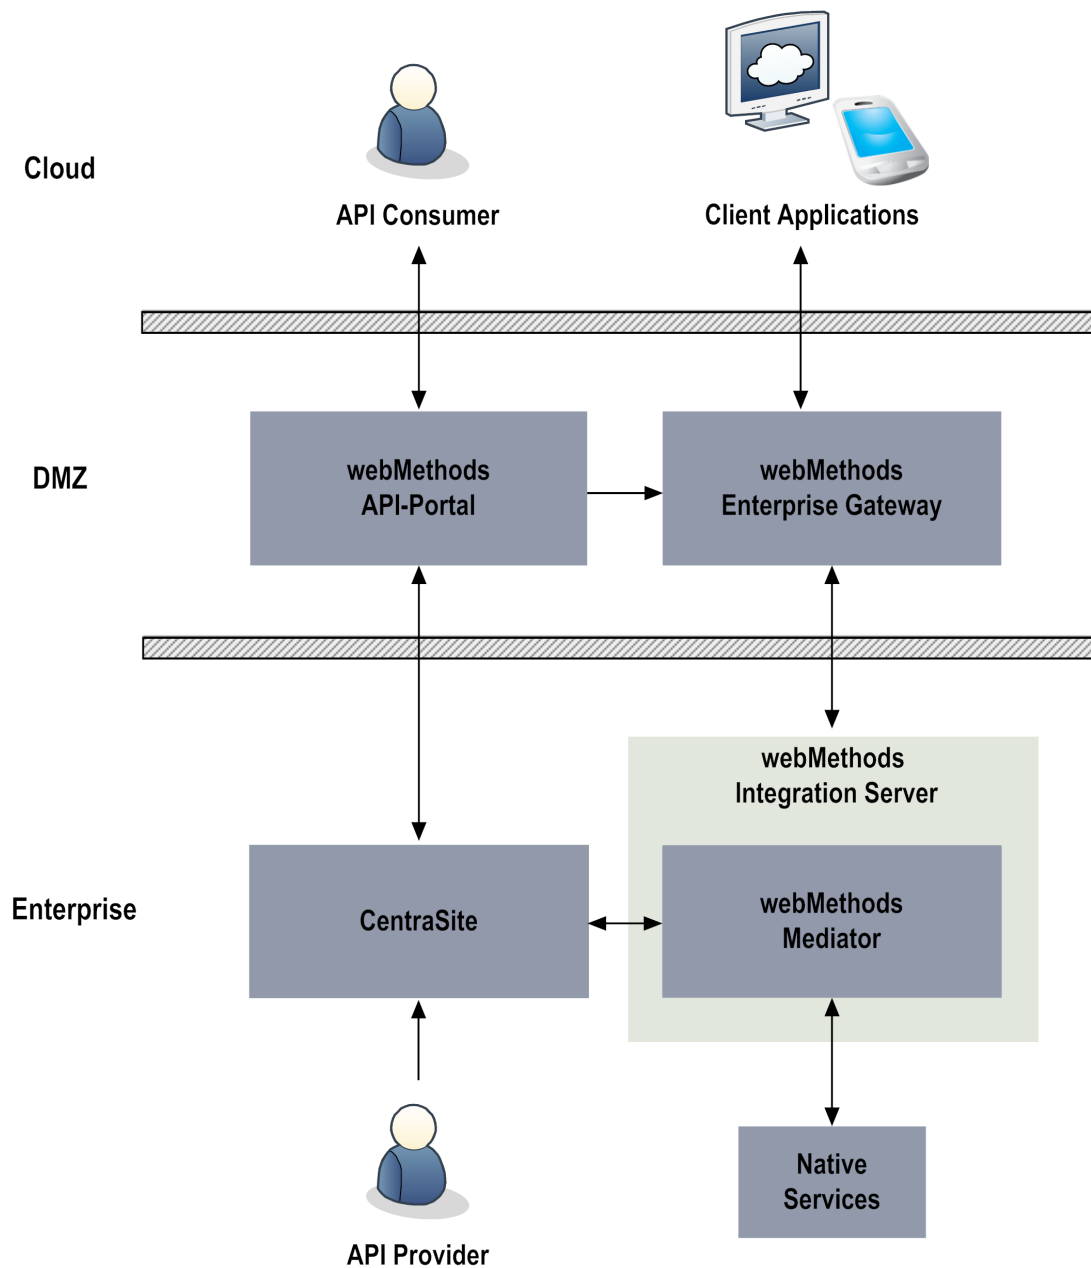 Cloud
API Consumer
Client Applications
DMZ
webMethods
API-Portal
webMethods
Enterprise Gateway
webMethods
Integration Server
Enterprise
CentraSite
webMethods
Mediator
Native
Services
API Provider